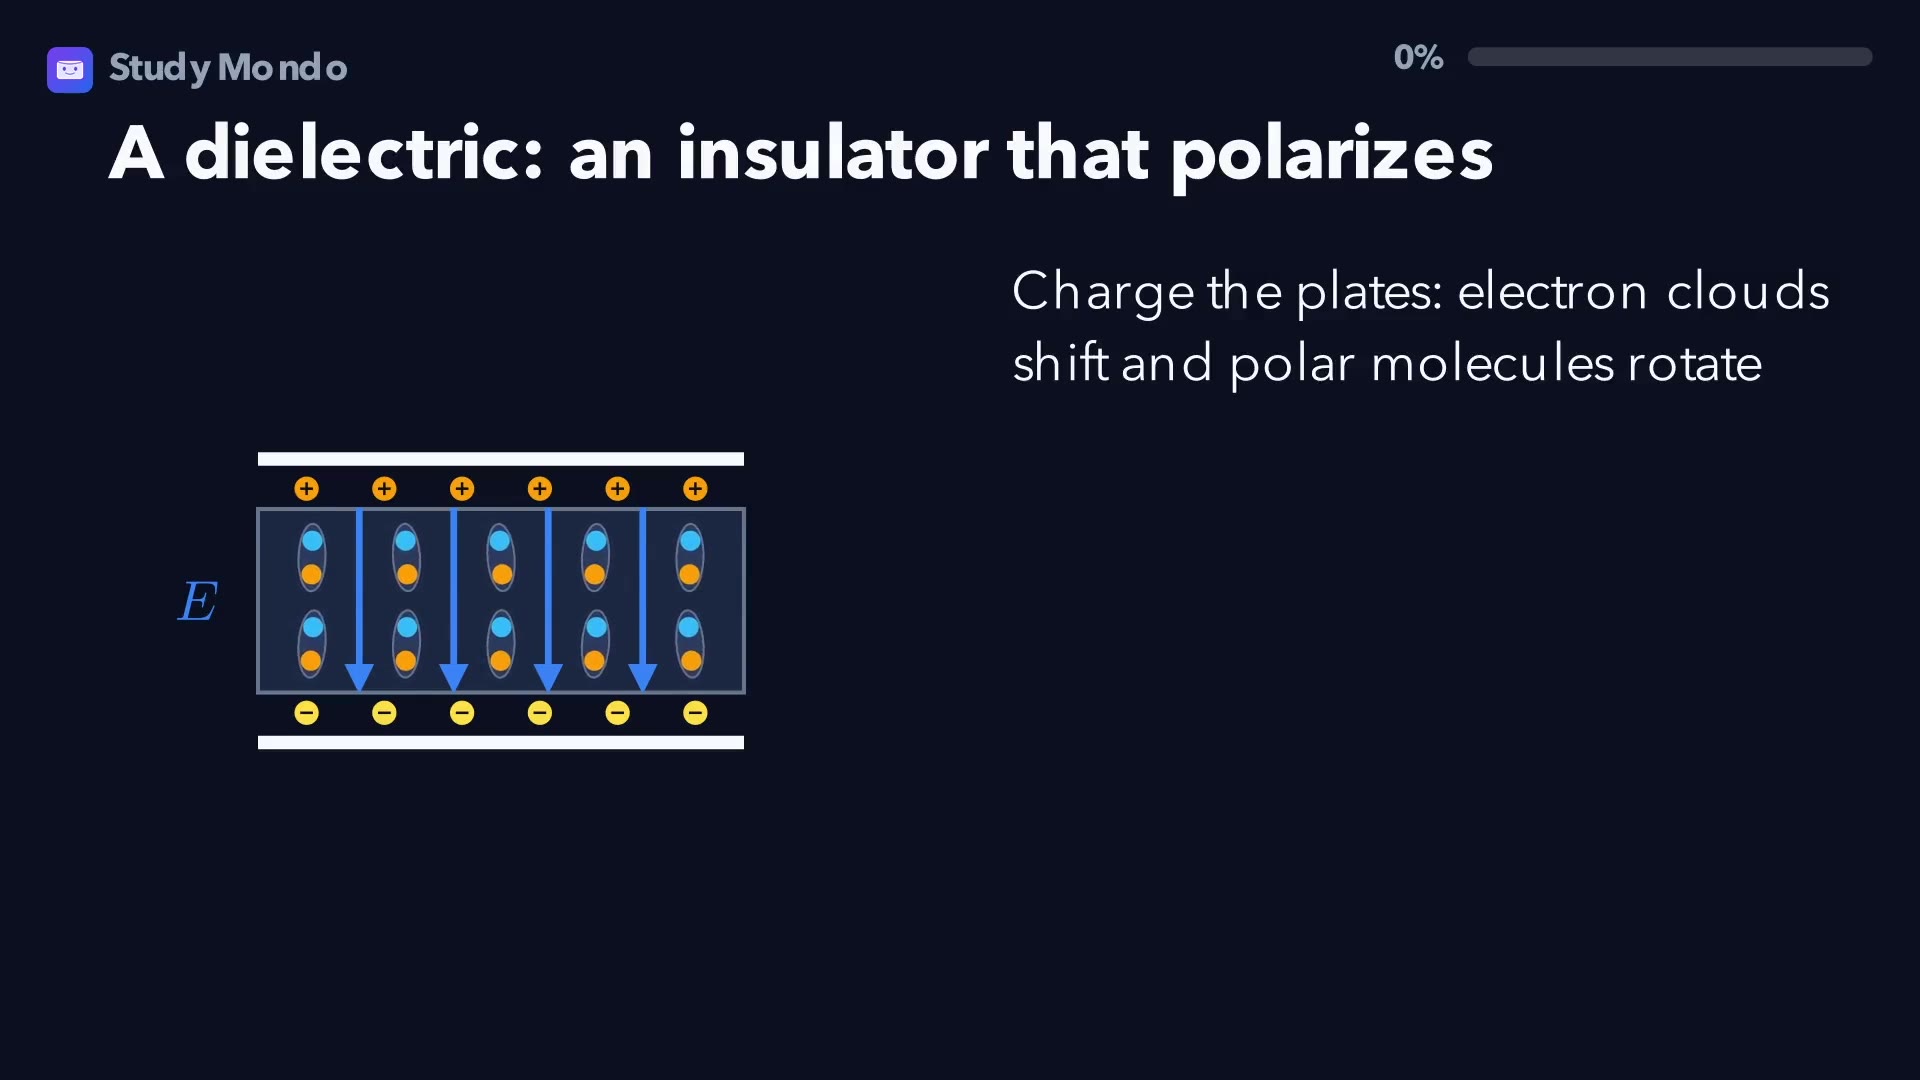 Study Mondo
0%
A dielectric: an insulator that polarizes
Charge the plates: electron clouds
shift and polar molecules rotate
+ + + + + +
E
− − − − − −